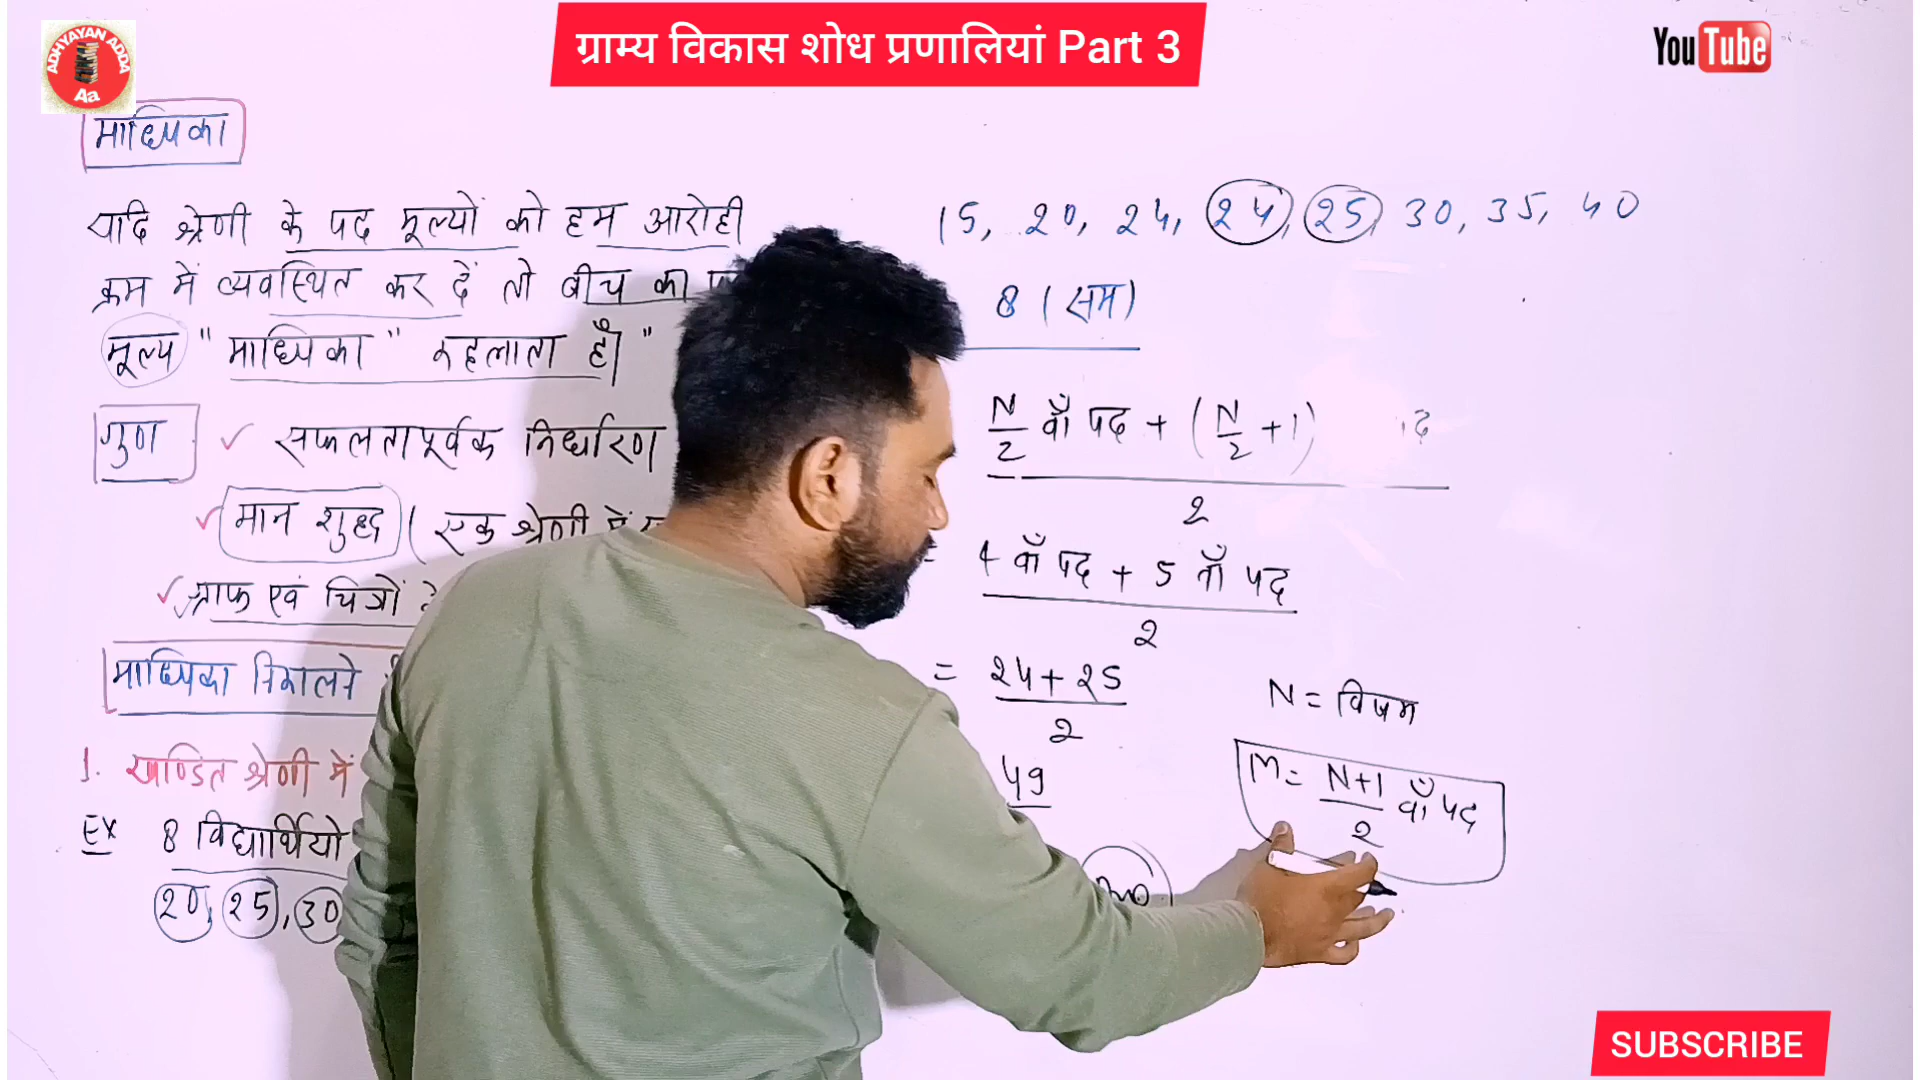 ग्राम्य विकास शोध प्रणालियां Part 3
YouTube
ADHYAYAN ADDA
Aa
माध्यिका
यदि श्रेणी के पद मूल्यों को हम आरोही
क्रम में व्यवस्थित कर दें तो बीच का
मूल्य "माध्यिका" कहलाता है।"
गुण ✓ सफलतापूर्वक निर्धारण
✓ मान शुद्ध ( एक श्रेणी में
✓ ग्राफ एवं चित्रों
माध्यिका निकालने
1. खण्डित श्रेणी में
Ex 8 विद्यार्थियो
20, 25, 30
15, 20, 24, 24, 25, 30, 35, 40
8 (सम)
N/2 वाँ पद + (N/2 + 1)
2
= 4 वाँ पद + 5 वाँ पद
2
= 24 + 25
2
49
N = विषम
M = N+1/2 वाँ पद
SUBSCRIBE